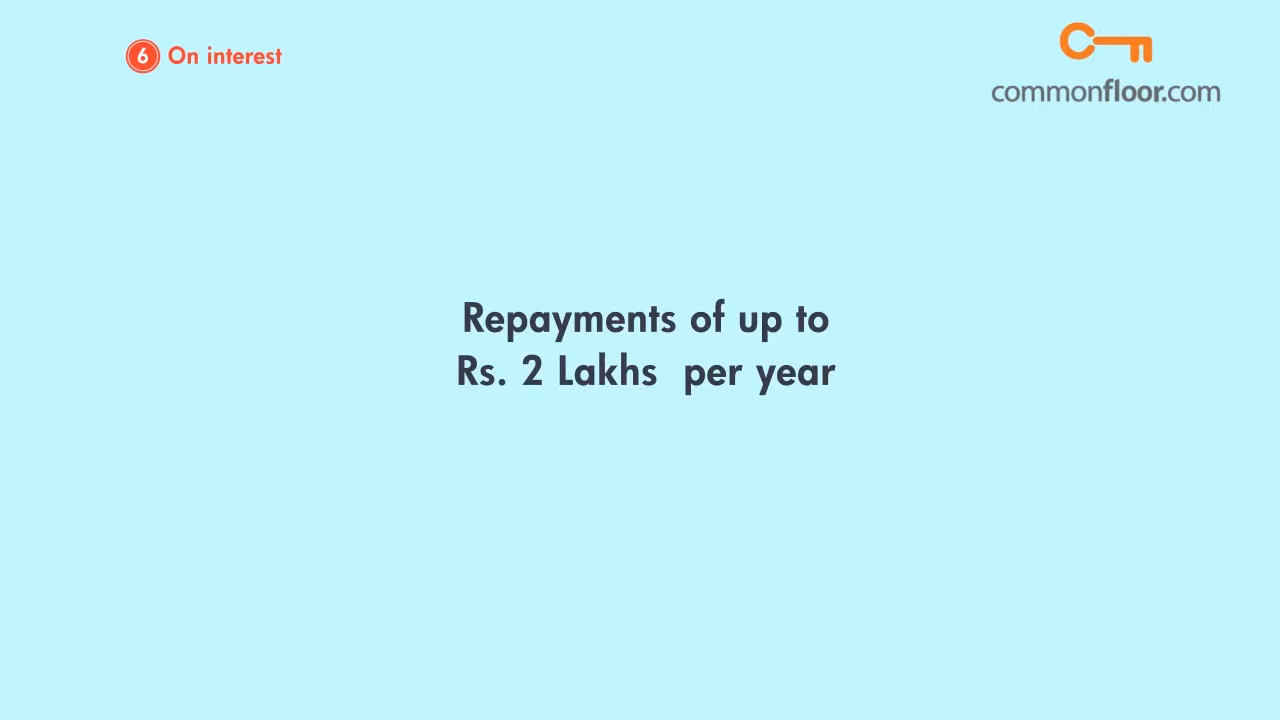 6 On interest
commonfloor.com
Repayments of up to
Rs. 2 Lakhs per year